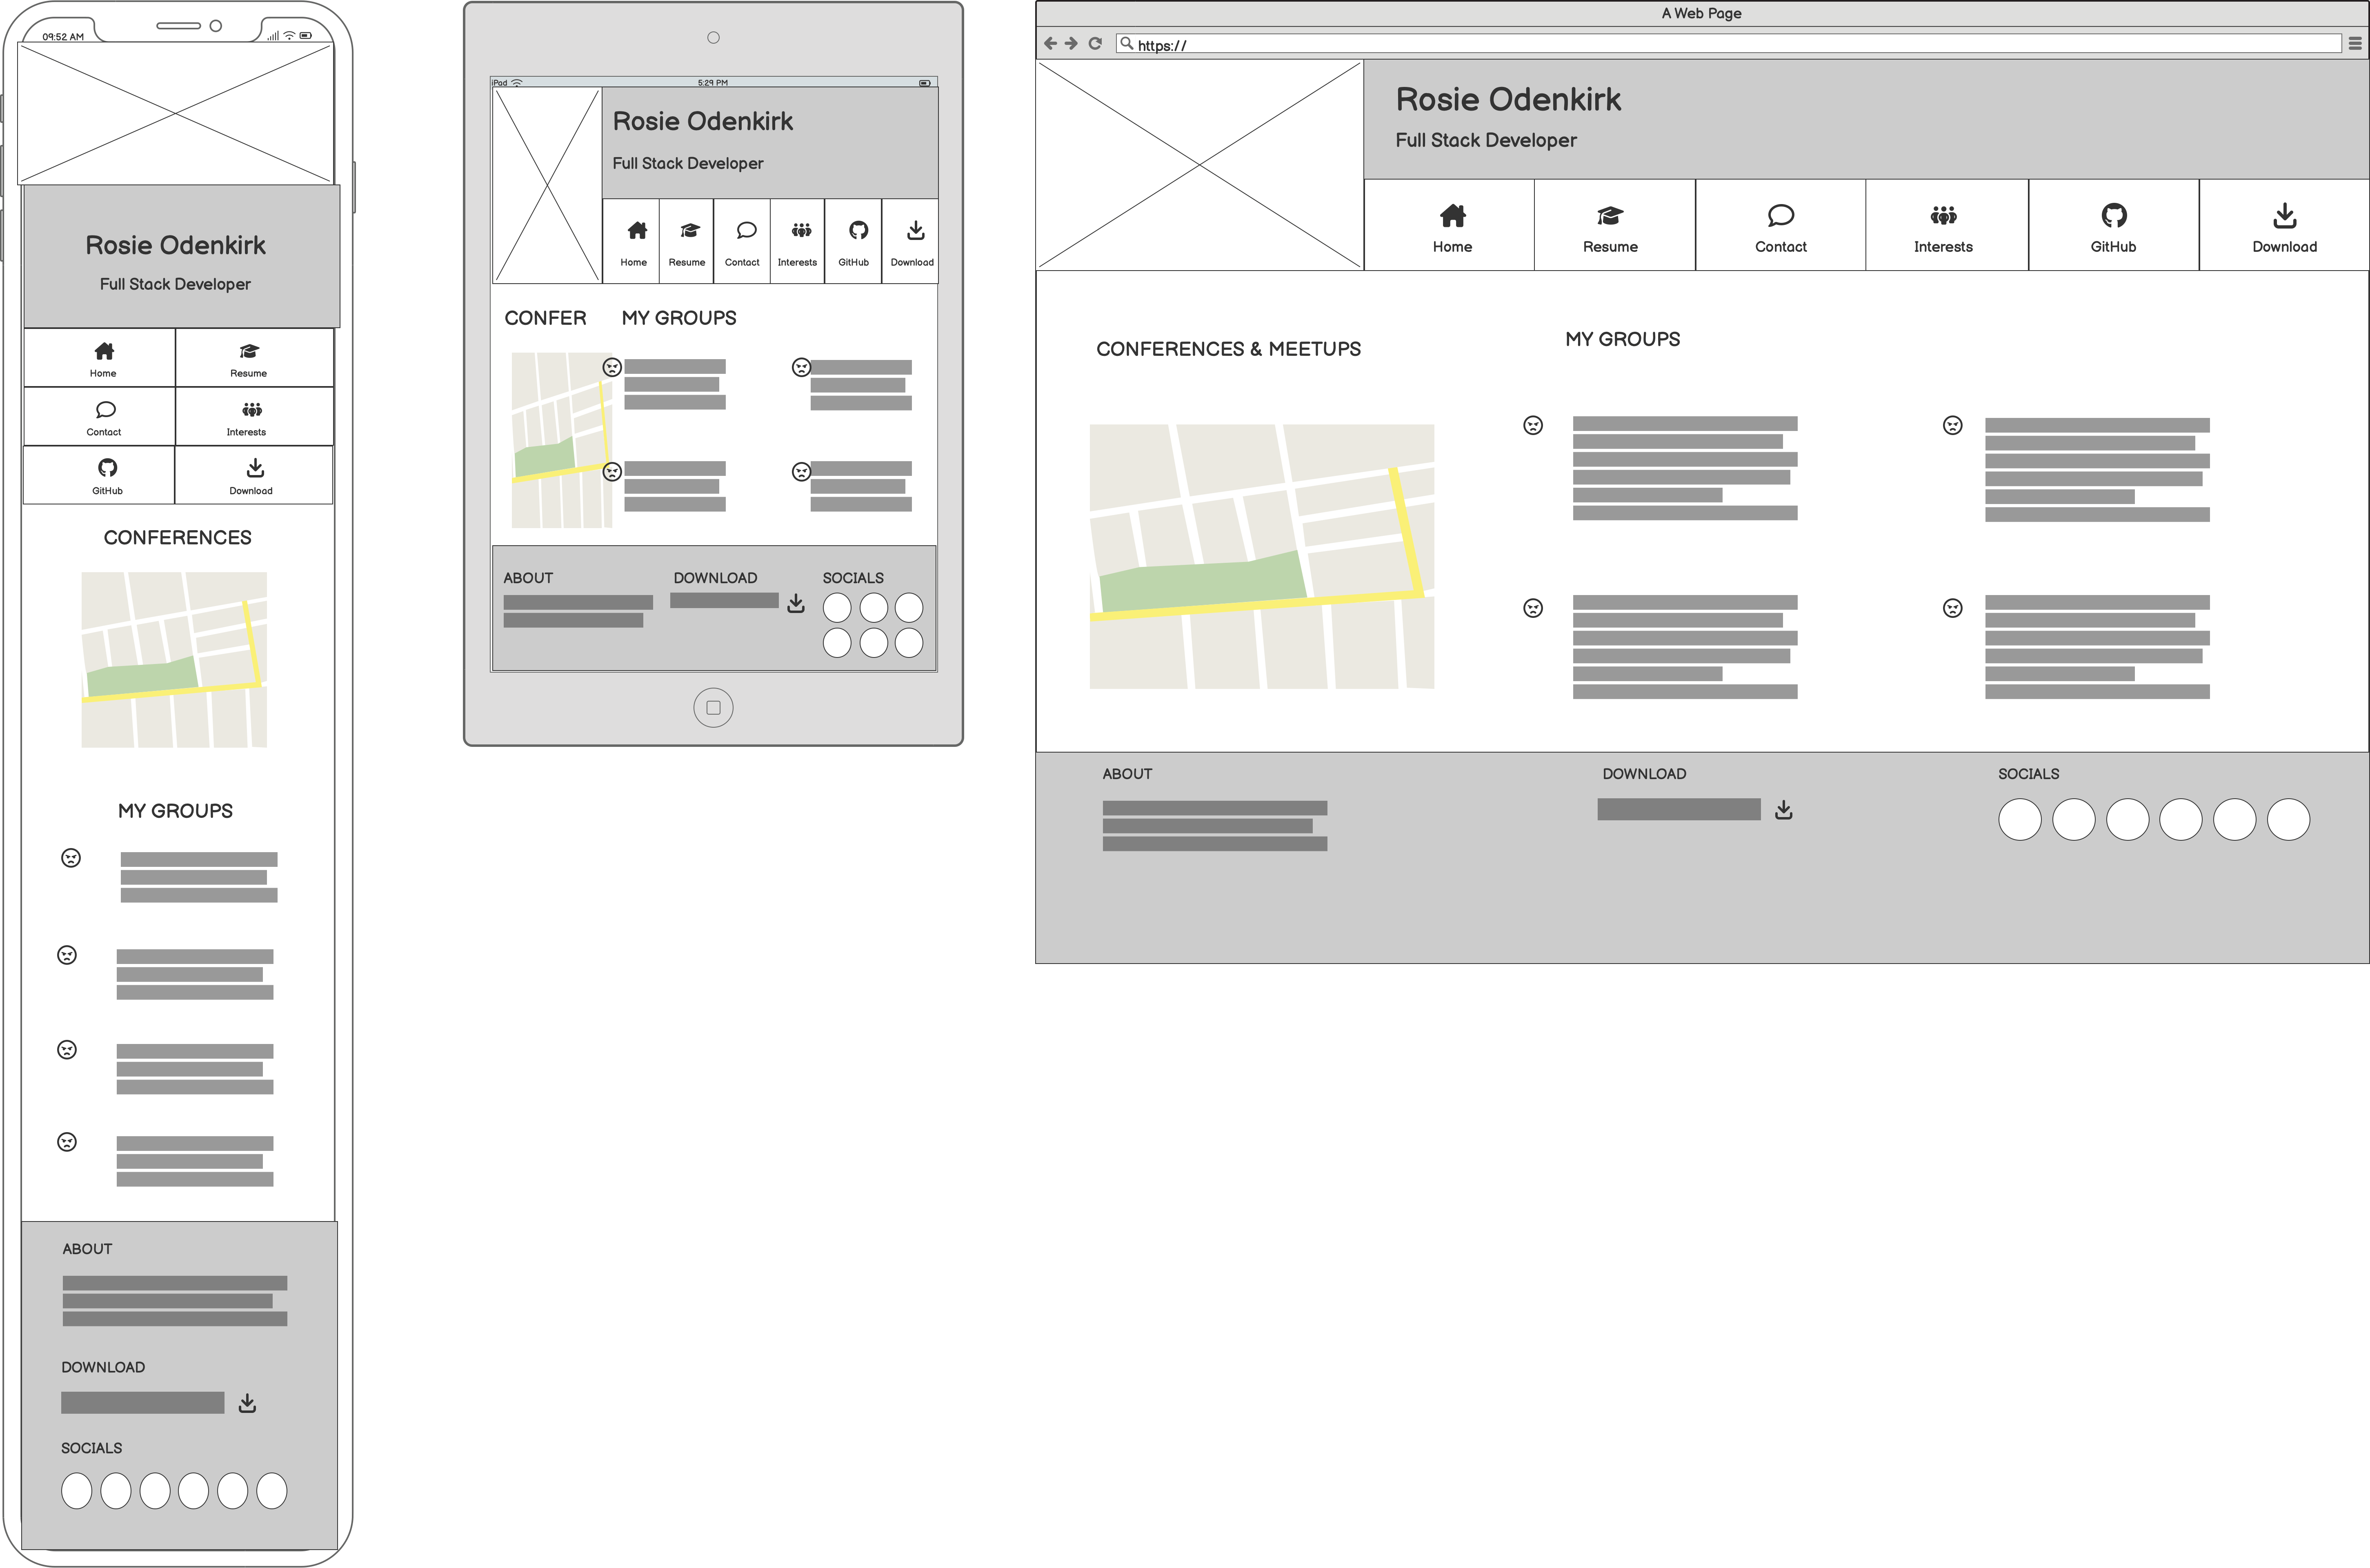 09:52 AM
Rosie Odenkirk
Full Stack Developer
Home
Resume
Contact
Interests
GitHub
Download
CONFERENCES
MY GROUPS
ABOUT
DOWNLOAD
SOCIALS
iPad
5:29 PM
Rosie Odenkirk
Full Stack Developer
Home
Resume
Contact
Interests
GitHub
Download
CONFER
MY GROUPS
ABOUT
DOWNLOAD
SOCIALS
A Web Page
https://
Rosie Odenkirk
Full Stack Developer
Home
Resume
Contact
Interests
GitHub
Download
CONFERENCES & MEETUPS
MY GROUPS
ABOUT
DOWNLOAD
SOCIALS